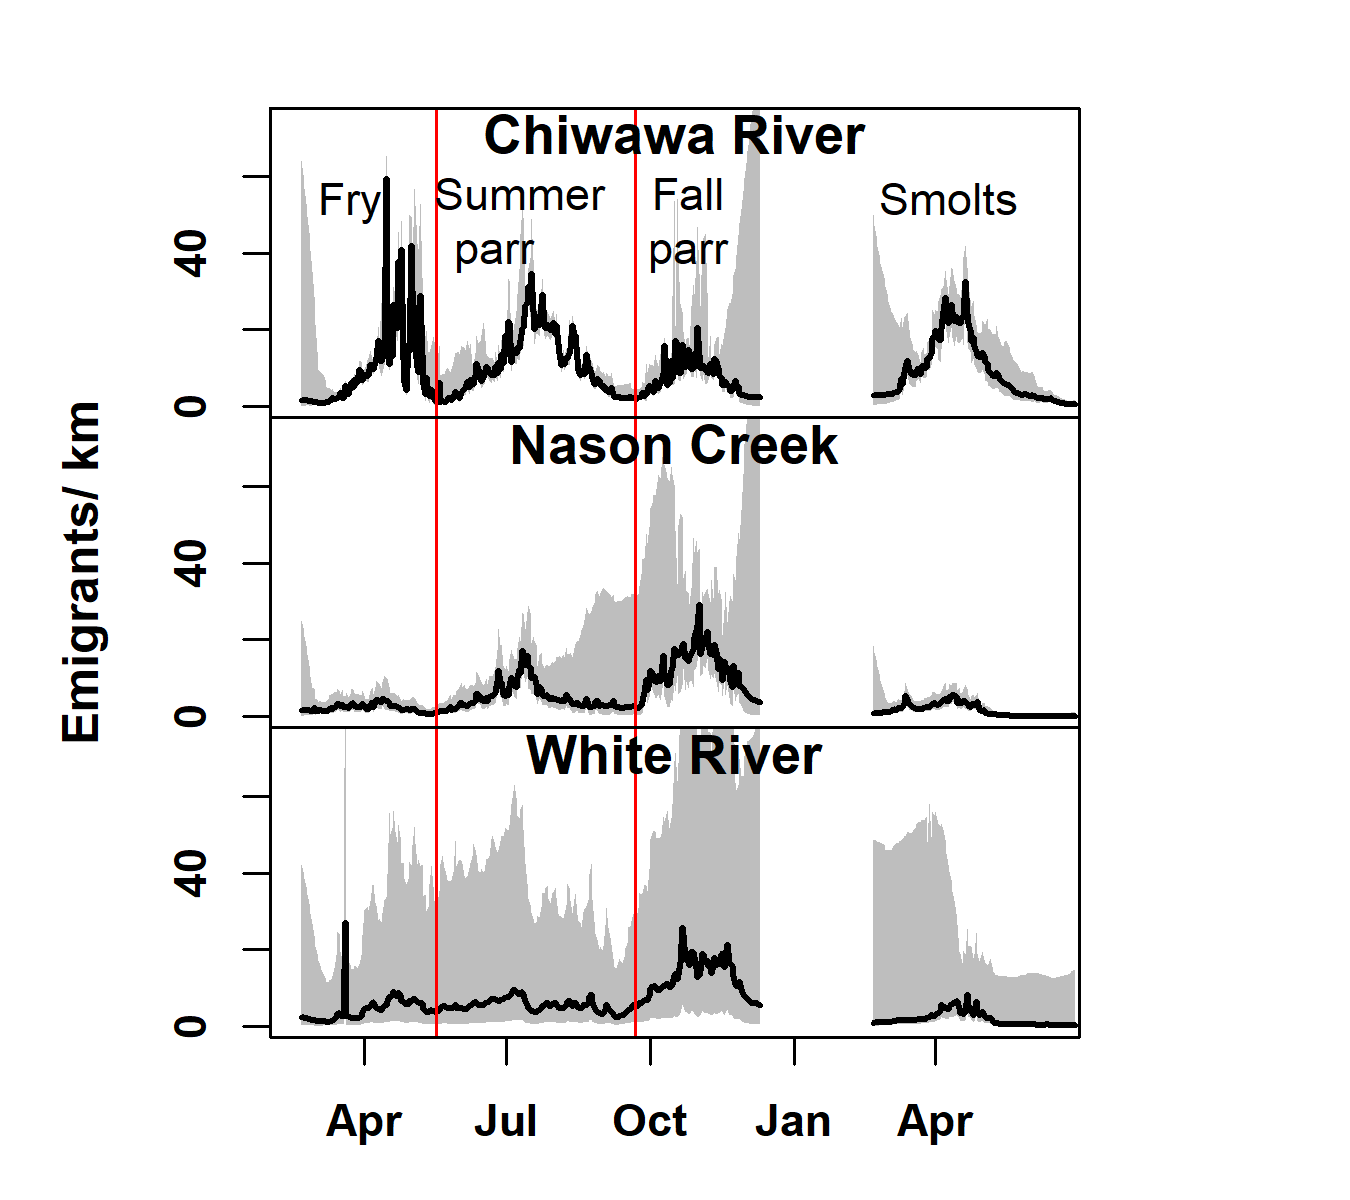 Chiwawa River
Fry
Summer
parr
Fall
parr
Smolts
40
0
Nason Creek
40
0
White River
40
0
Emigrants/ km
Apr Jul Oct Jan Apr